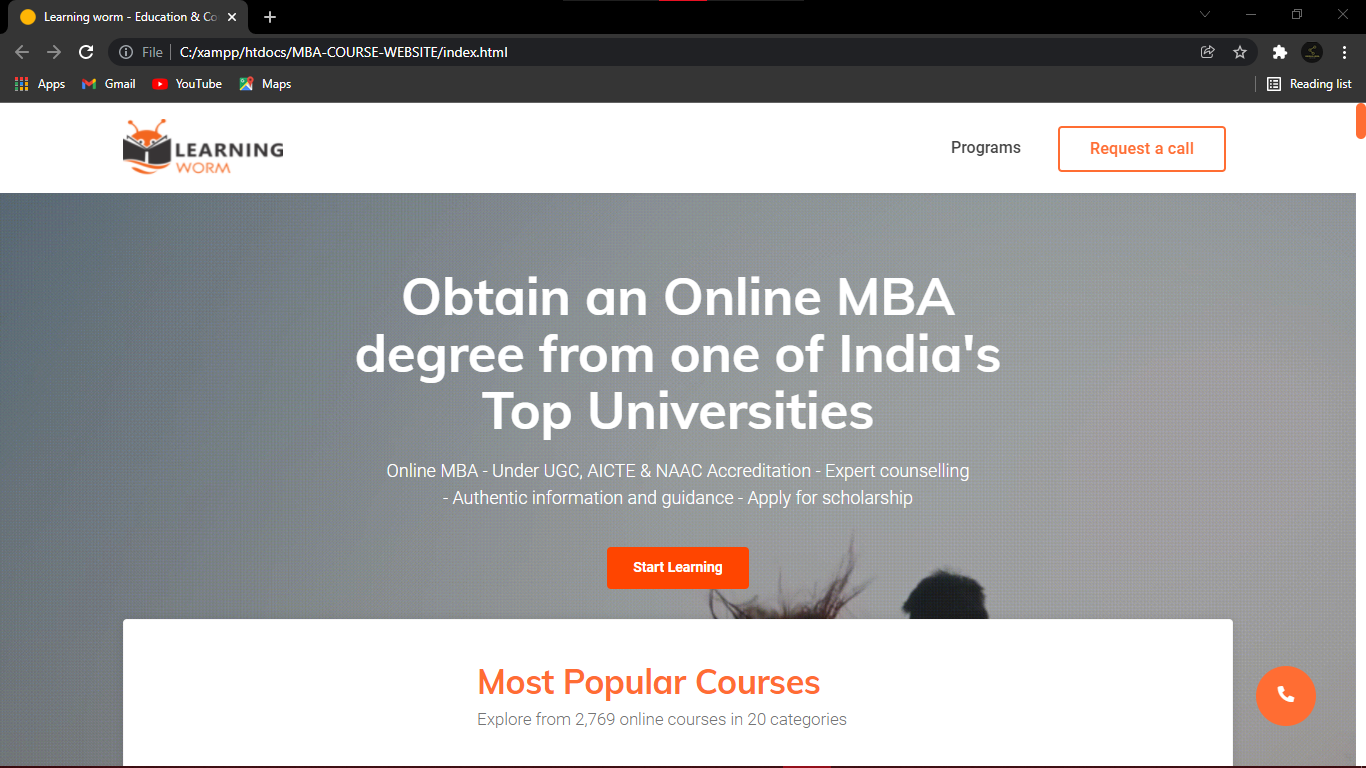 Learning worm - Education & Co
File
C:/xampp/htdocs/MBA-COURSE-WEBSITE/index.html
Apps
Gmail
YouTube
Maps
Reading list
LEARNING
WORM
Programs
Request a call
Obtain an Online MBA
degree from one of India's
Top Universities
Online MBA - Under UGC, AICTE & NAAC Accreditation - Expert counselling
- Authentic information and guidance - Apply for scholarship
Start Learning
Most Popular Courses
Explore from 2,769 online courses in 20 categories